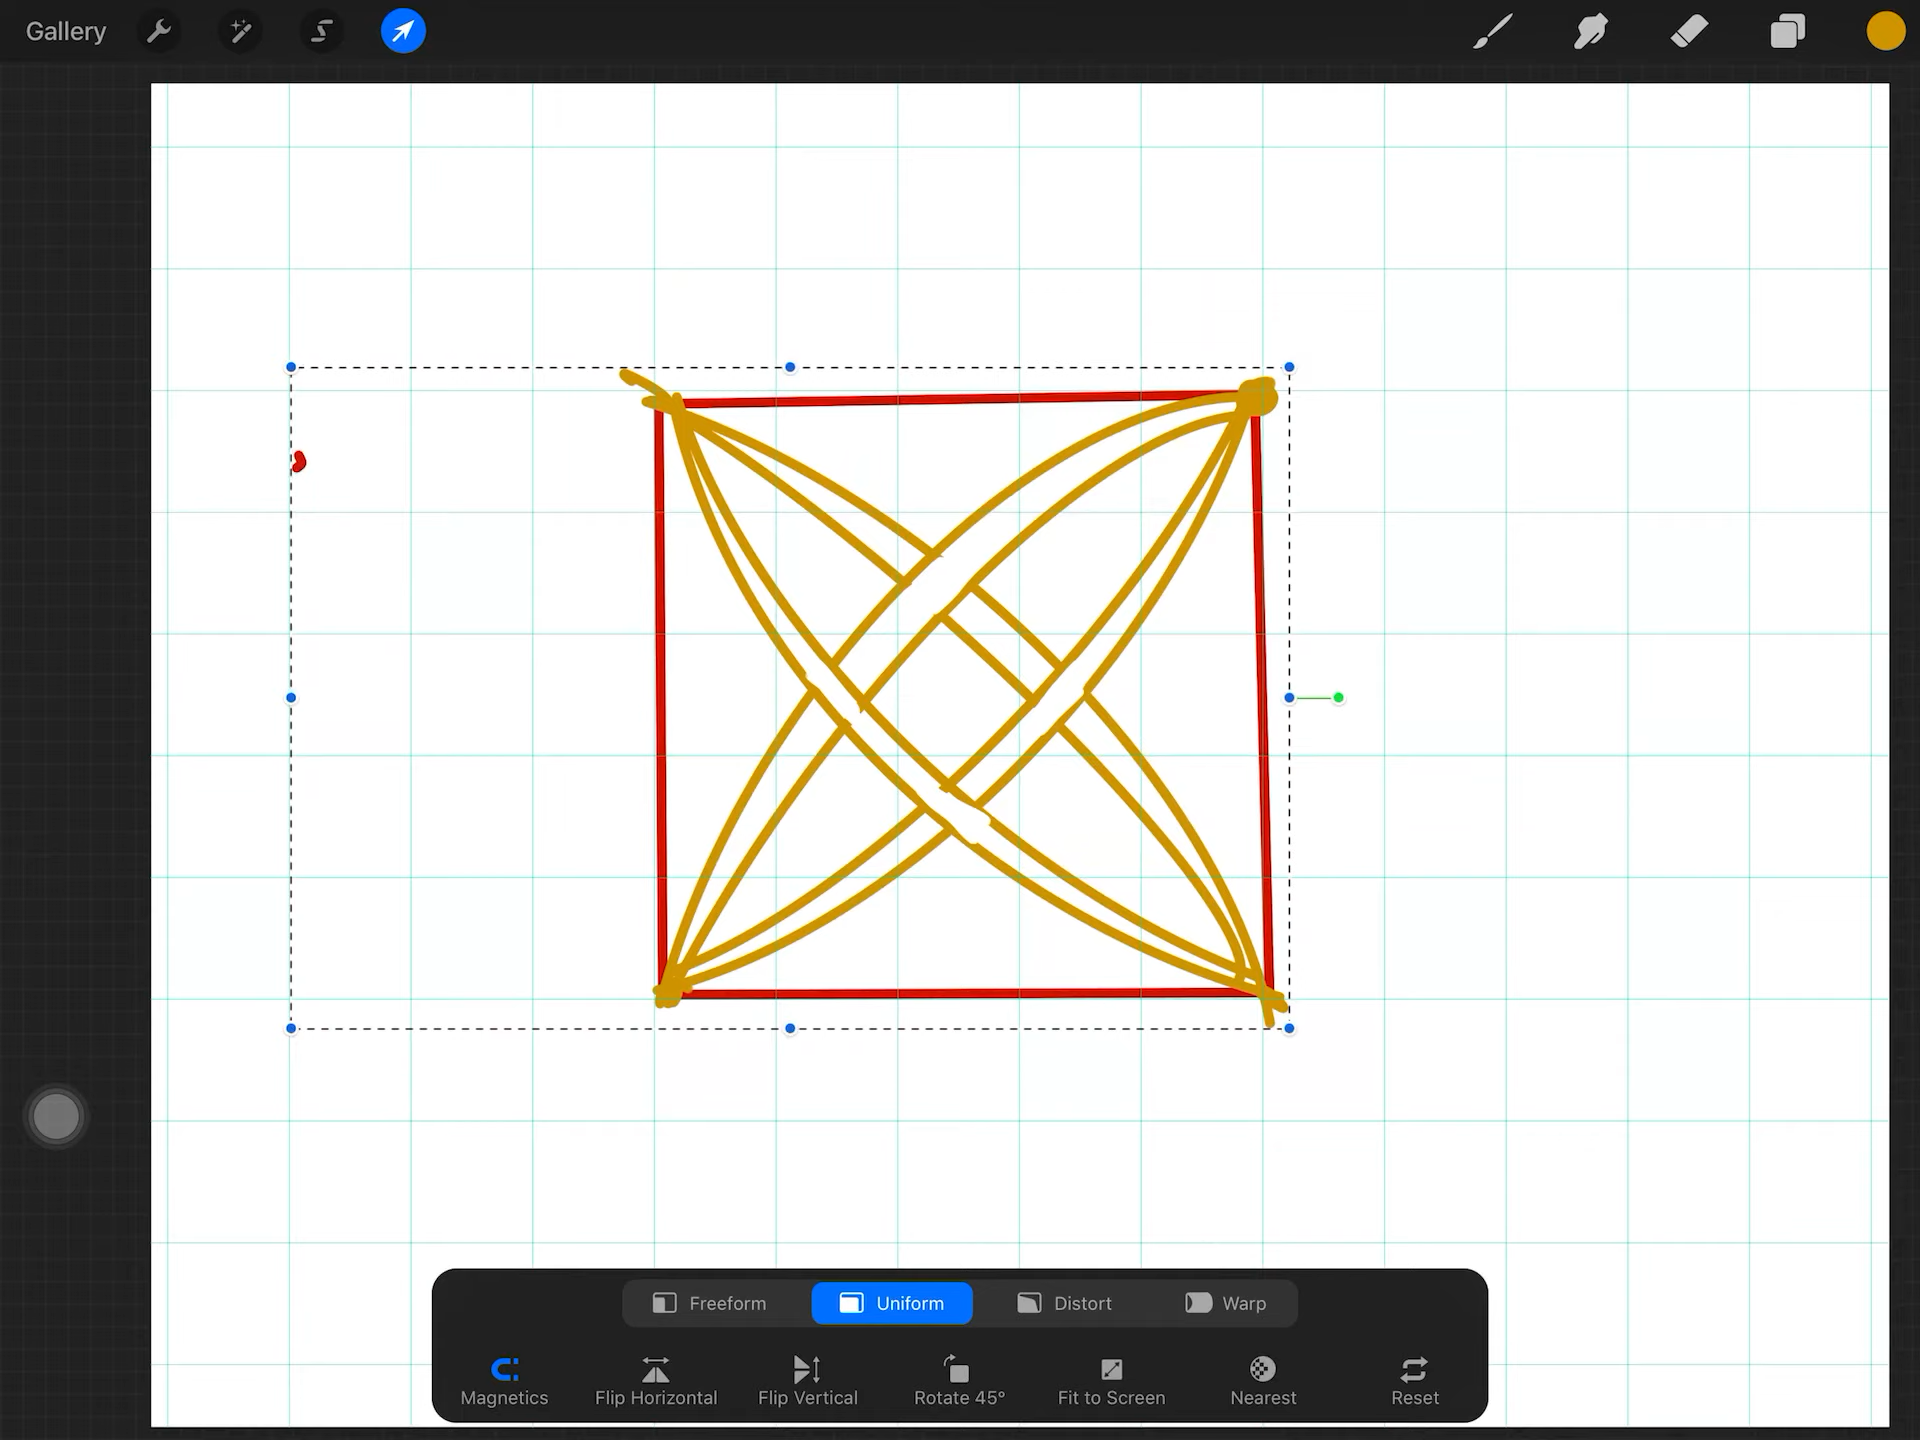 Gallery
Freeform Uniform Distort Warp
Magnetics Flip Horizontal Flip Vertical Rotate 45° Fit to Screen Nearest Reset